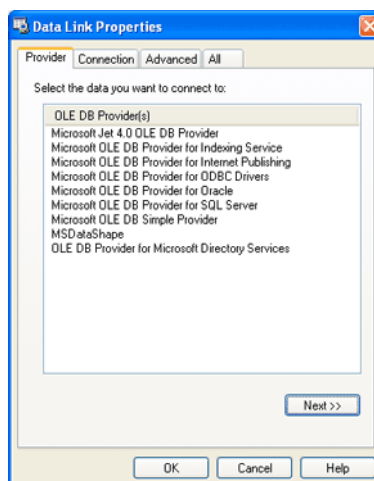 Data Link Properties
Provider Connection Advanced All
Select the data you want to connect to:
OLE DB Provider(s)
Microsoft Jet 4.0 OLE DB Provider
Microsoft OLE DB Provider for Indexing Service
Microsoft OLE DB Provider for Internet Publishing
Microsoft OLE DB Provider for ODBC Drivers
Microsoft OLE DB Provider for Oracle
Microsoft OLE DB Provider for SQL Server
Microsoft OLE DB Simple Provider
MSDataShape
OLE DB Provider for Microsoft Directory Services
Next >>
OK Cancel Help